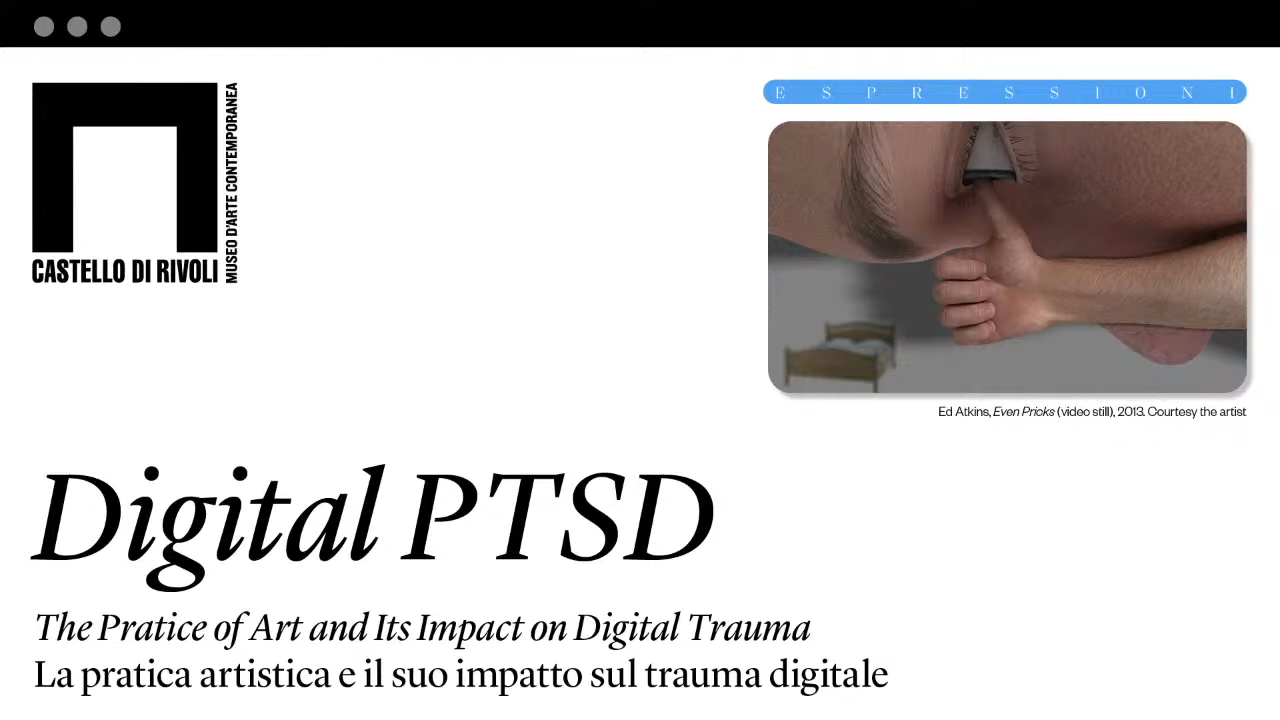 CASTELLO DI RIVOLI
MUSEO D'ARTE CONTEMPORANEA
ESPRESSIONI
Ed Atkins, Even Pricks (video still), 2013. Courtesy the artist
Digital PTSD
The Pratice of Art and Its Impact on Digital Trauma
La pratica artistica e il suo impatto sul trauma digitale